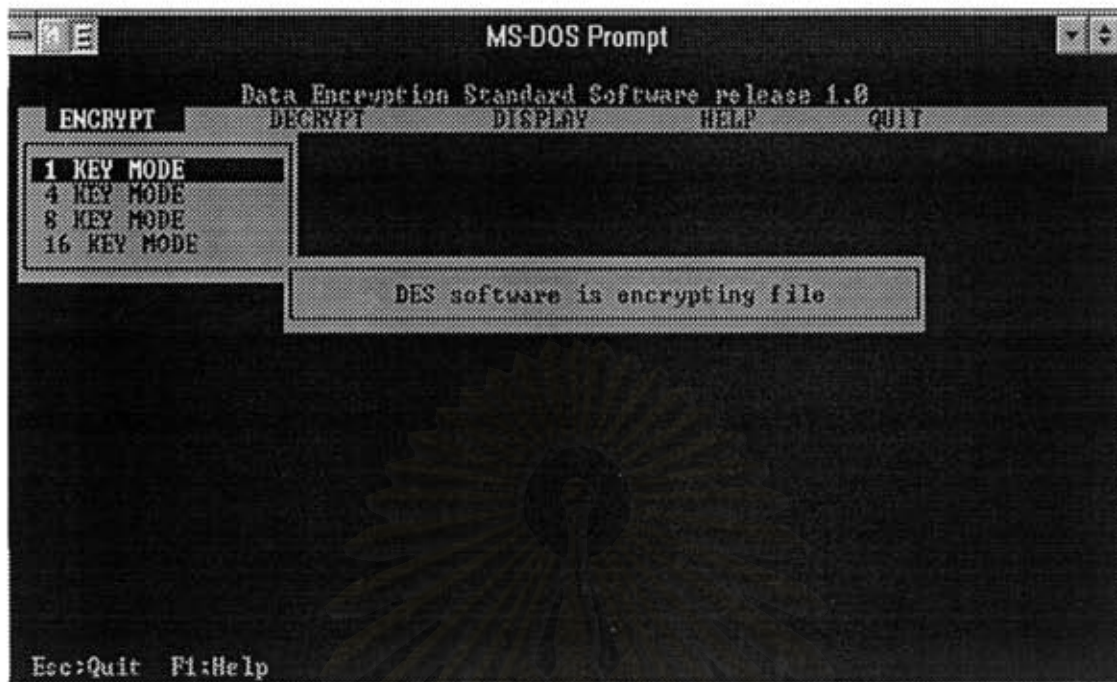 MS-DOS Prompt
Data Encryption Standard Software release 1.0
ENCRYPT DECRYPT DISPLAY HELP QUIT
1 KEY MODE
4 KEY MODE
8 KEY MODE
16 KEY MODE
DES software is encrypting file
Esc:Quit F1:Help